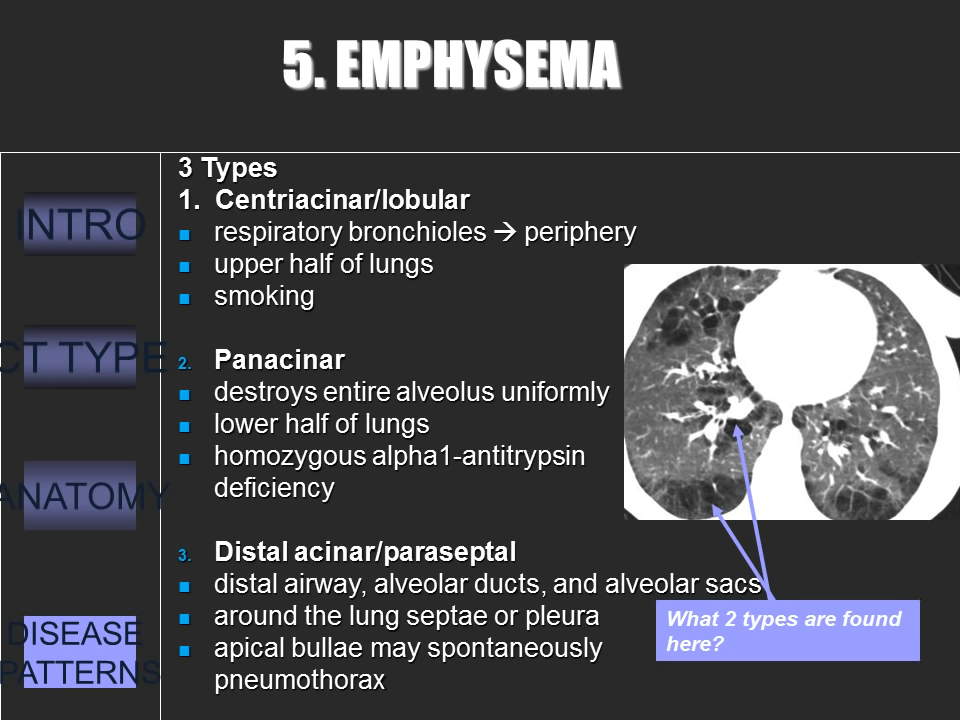 5. EMPHYSEMA
INTRO
CT TYPE
ANATOMY
DISEASE
PATTERNS
3 Types
1. Centriacinar/lobular
■ respiratory bronchioles → periphery
■ upper half of lungs
■ smoking
2. Panacinar
■ destroys entire alveolus uniformly
■ lower half of lungs
■ homozygous alpha1-antitrypsin
deficiency
3. Distal acinar/paraseptal
■ distal airway, alveolar ducts, and alveolar sacs
■ around the lung septae or pleura
■ apical bullae may spontaneously
pneumothorax
What 2 types are found
here?